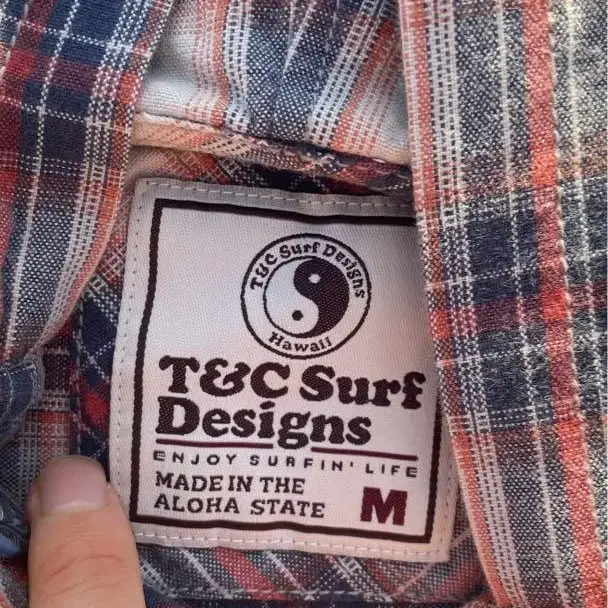 T&C Surf Designs
Hawaii
T&C Surf
Designs
ENJOY SURFIN' LIFE
MADE IN THE
ALOHA STATE
M